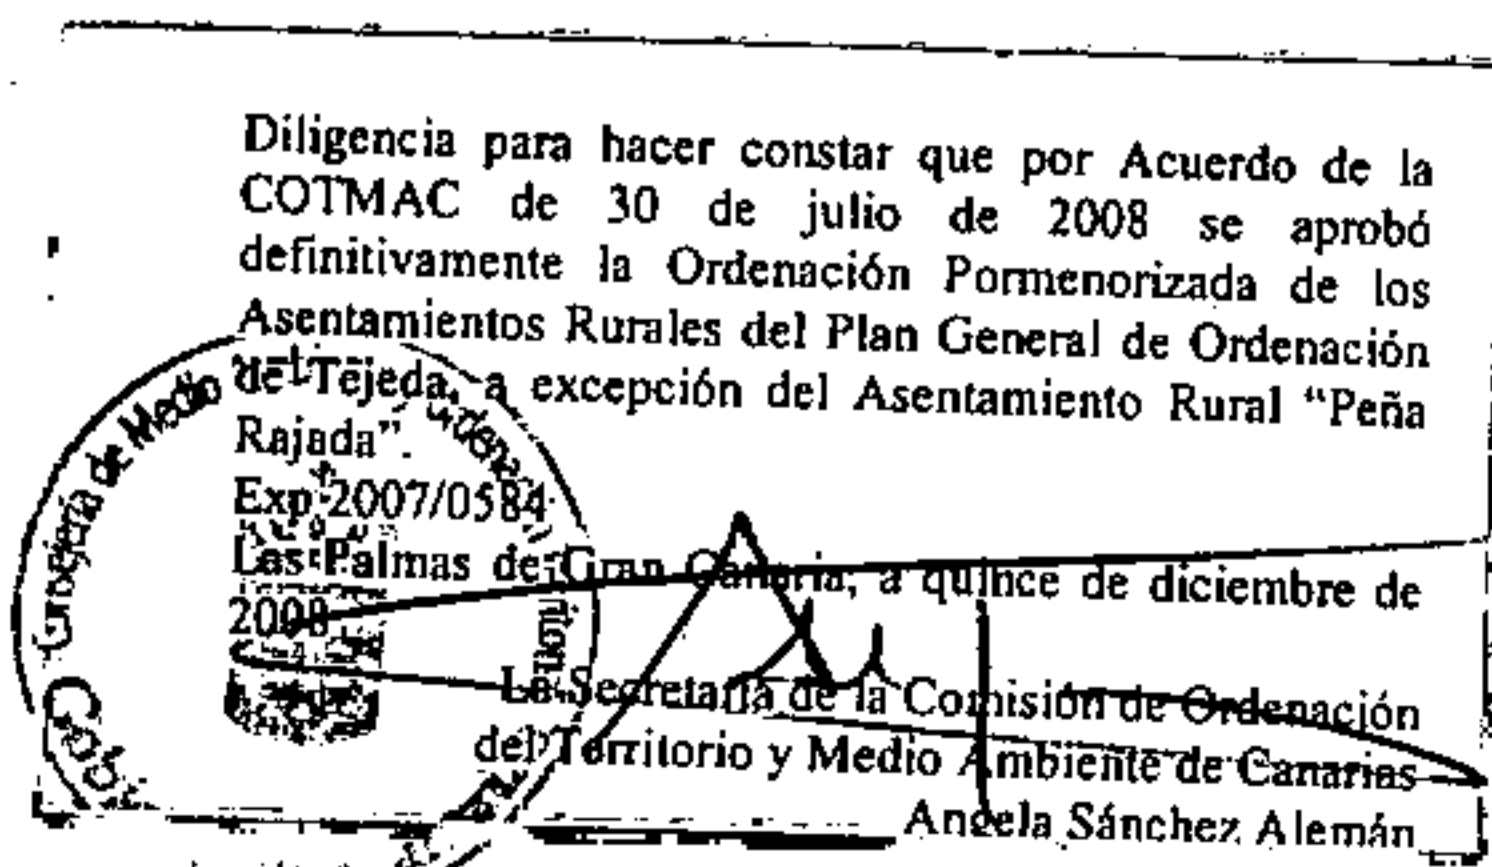 Diligencia para hacer constar que por Acuerdo de la
COTMAC de 30 de julio de 2008 se aprobó
definitivamente la Ordenación Pormenorizada de los
Asentamientos Rurales del Plan General de Ordenación
de Tejeda, a excepción del Asentamiento Rural “Peña
Rajada”.
Exp 2007/0584
Las Palmas de Gran Canaria, a quince de diciembre de
2008
La Secretaria de la Comisión de Ordenación
del Territorio y Medio Ambiente de Canarias
Angela Sánchez Alemán
de Medio